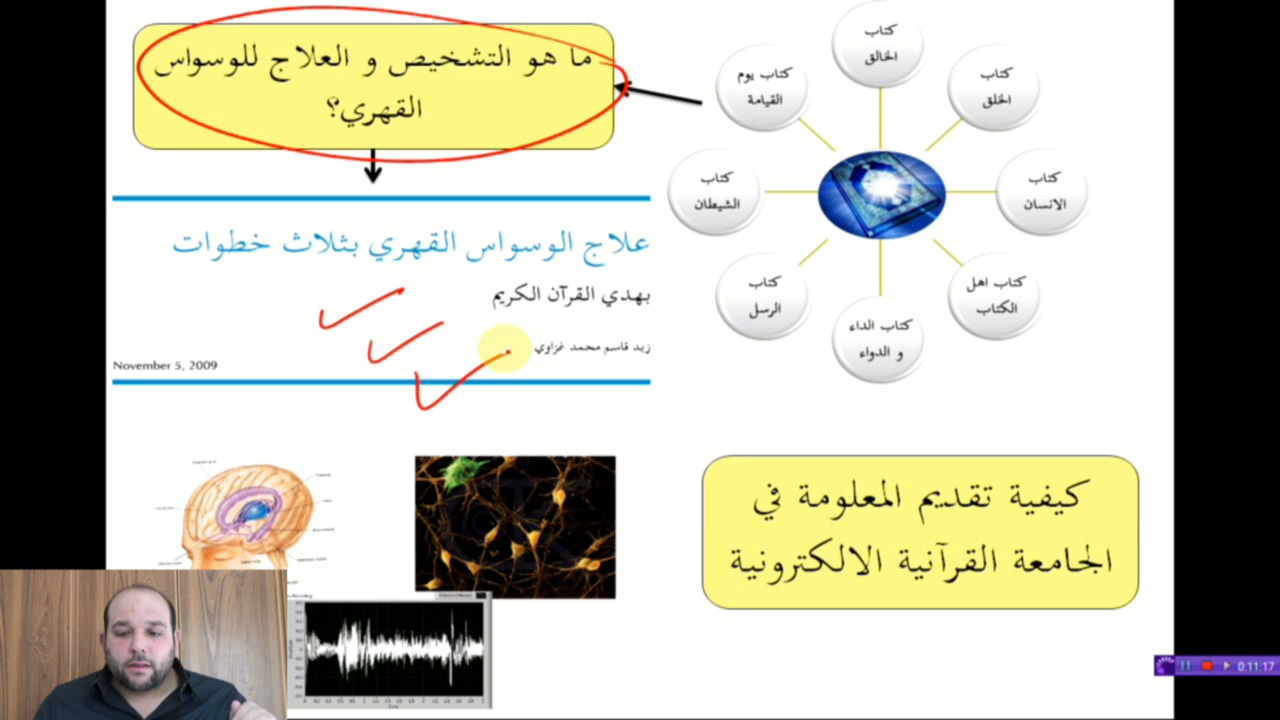 ما هو التشخيص و العلاج للوسواس
القهري؟
علاج الوسواس القهري بثلاث خطوات
بهدي القرآن الكريم
زيد قاسم محمد غزاوي
November 5, 2009
كتاب
الخالق
كتاب
الخلق
كتاب
الانسان
كتاب اهل
الكتاب
كتاب الداء
و الدواء
كتاب
الرسل
كتاب
الشيطان
كتاب يوم
القيامة
كيفية تقديم المعلومة في
الجامعة القرآنية الالكترونية
0:11:17